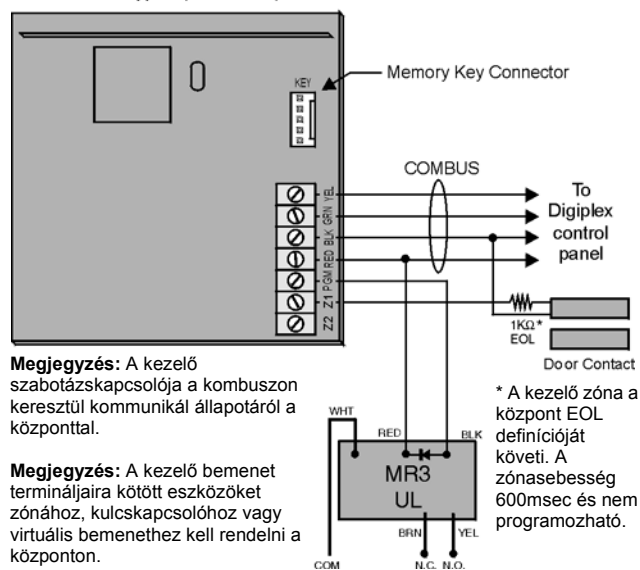 KEY
Memory Key Connector
COMBUS
YEL
GRN
BLK
RED
PGM
Z1
Z2
To
Digiplex
control
panel
1KΩ*
EOL
Door Contact
Megjegyzés: A kezelő
szabotázskapcsolója a kombuszon
keresztül kommunikál állapotáról a
központtal.
Megjegyzés: A kezelő bemenet
termináljaira kötött eszközöket
zónához, kulcskapcsolóhoz vagy
virtuális bemenethez kell rendelni a
központon.
* A kezelő zóna a
központ EOL
definícióját
követi. A
zónasebesség
600msec és nem
programozható.
WHT
RED
BLK
MR3
UL
BRN
YEL
COM
N.C.
N.O.